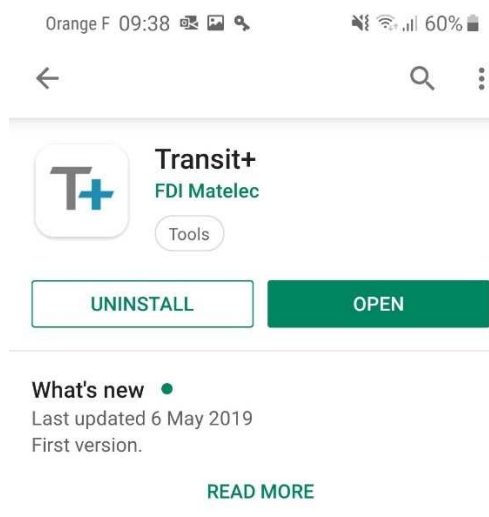 Orange F 09:38
60%
T+
Transit+
FDI Matelec
Tools
UNINSTALL
OPEN
What's new
Last updated 6 May 2019
First version.
READ MORE